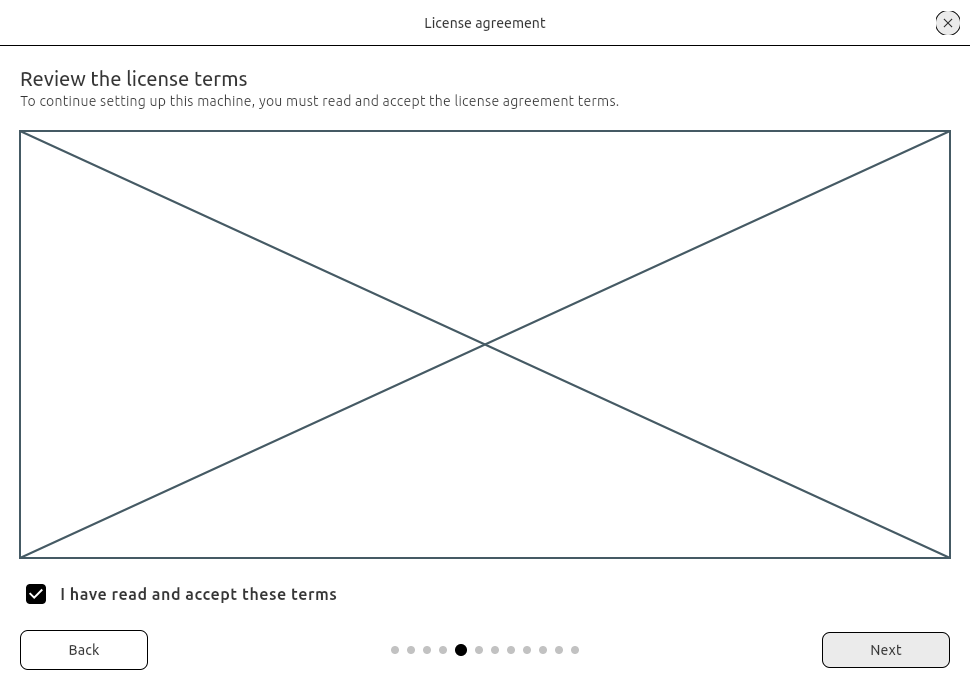 License agreement
Review the license terms
To continue setting up this machine, you must read and accept the license agreement terms.
I have read and accept these terms
Back
Next